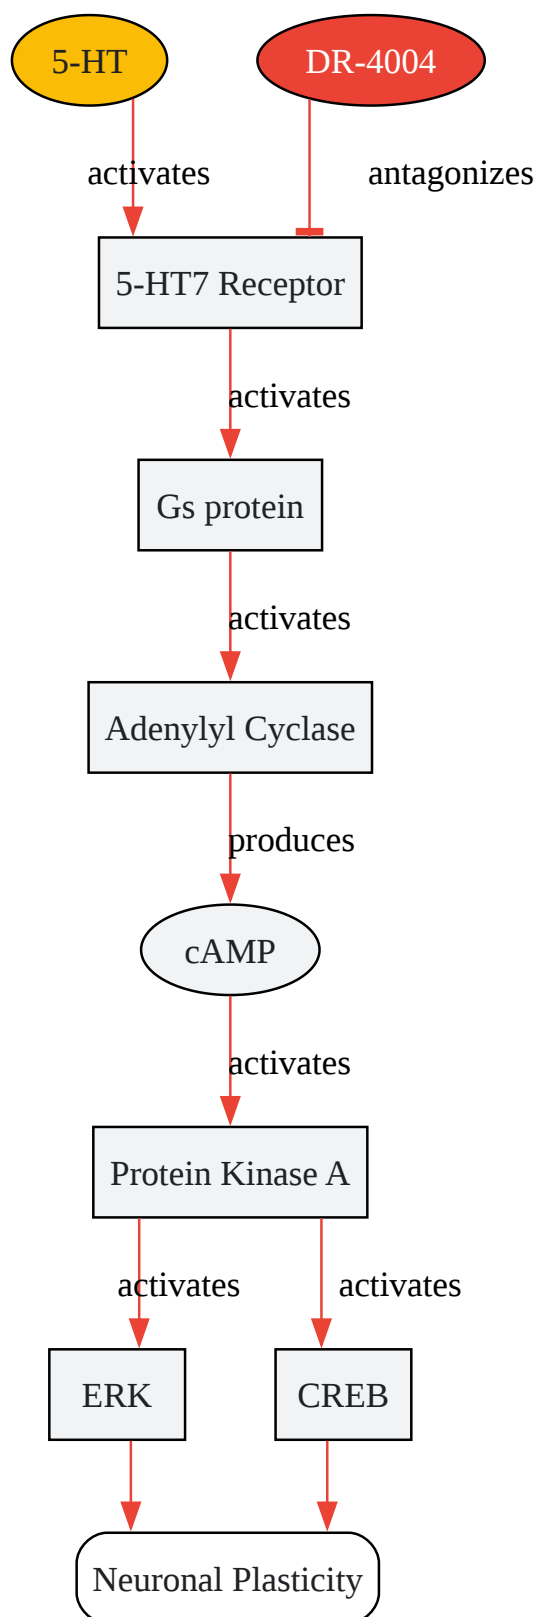 5-HT
DR-4004
activates
antagonizes
5-HT7 Receptor
activates
Gs protein
activates
Adenylyl Cyclase
produces
cAMP
activates
Protein Kinase A
activates
activates
ERK
CREB
Neuronal Plasticity